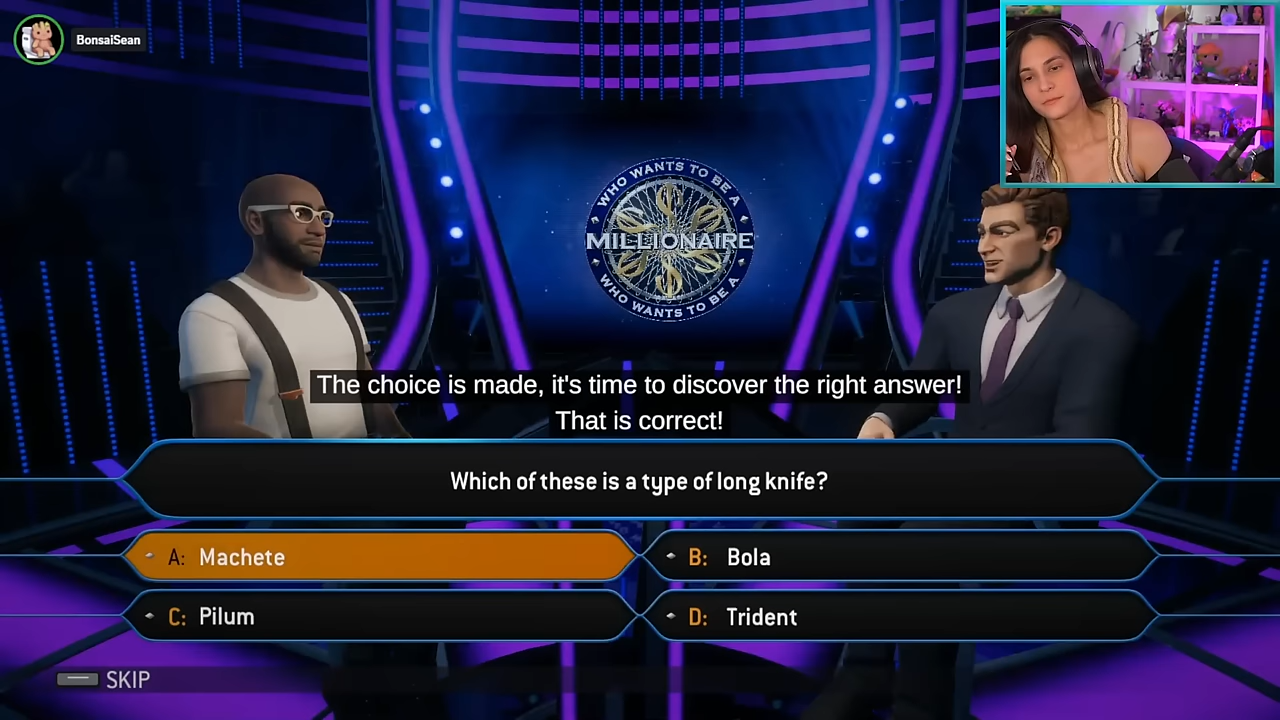 BonsaiSean
WHO WANTS TO BE A
MILLIONAIRE
WHO WANTS TO BE A
The choice is made, it's time to discover the right answer!
That is correct!
Which of these is a type of long knife?
A: Machete
B: Bola
C: Pilum
D: Trident
SKIP